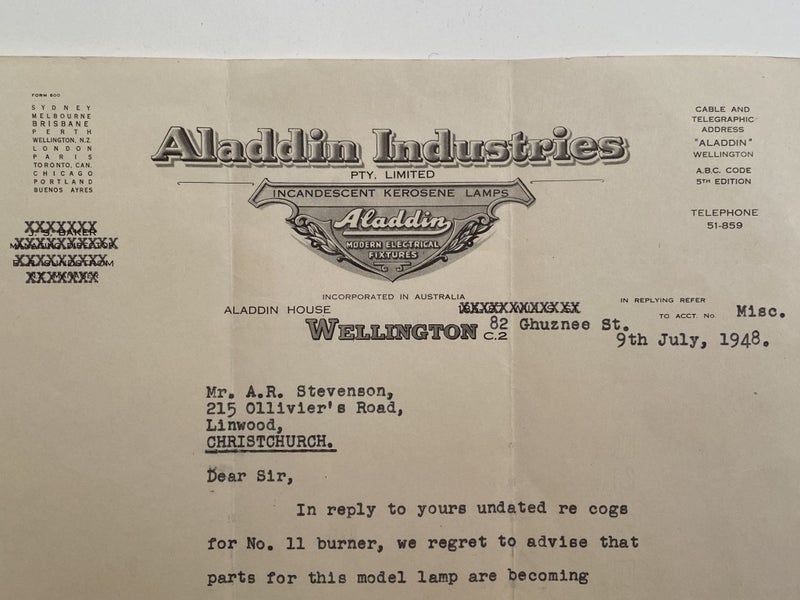 FORM 600
SYDNEY
MELBOURNE
BRISBANE
PERTH
WELLINGTON, N.Z.
LONDON
PARIS
TORONTO, CAN.
CHICAGO
PORTLAND
BUENOS AYRES
Aladdin Industries
PTY. LIMITED
INCANDESCENT KEROSENE LAMPS
Aladdin
MODERN ELECTRICAL
FIXTURES
CABLE AND
TELEGRAPHIC
ADDRESS
"ALADDIN"
WELLINGTON
A.B.C. CODE
5TH EDITION
TELEPHONE
51-859
BAKER
INCORPORATED IN AUSTRALIA
ALADDIN HOUSE
WELLINGTON C.2
82 Ghuznee St.
IN REPLYING REFER
TO ACCT. No. Misc.
9th July, 1948.
Mr. A.R. Stevenson,
215 Ollivier's Road,
Linwood,
CHRISTCHURCH.
Dear Sir,
In reply to yours undated re cogs
for No. 11 burner, we regret to advise that
parts for this model lamp are becoming